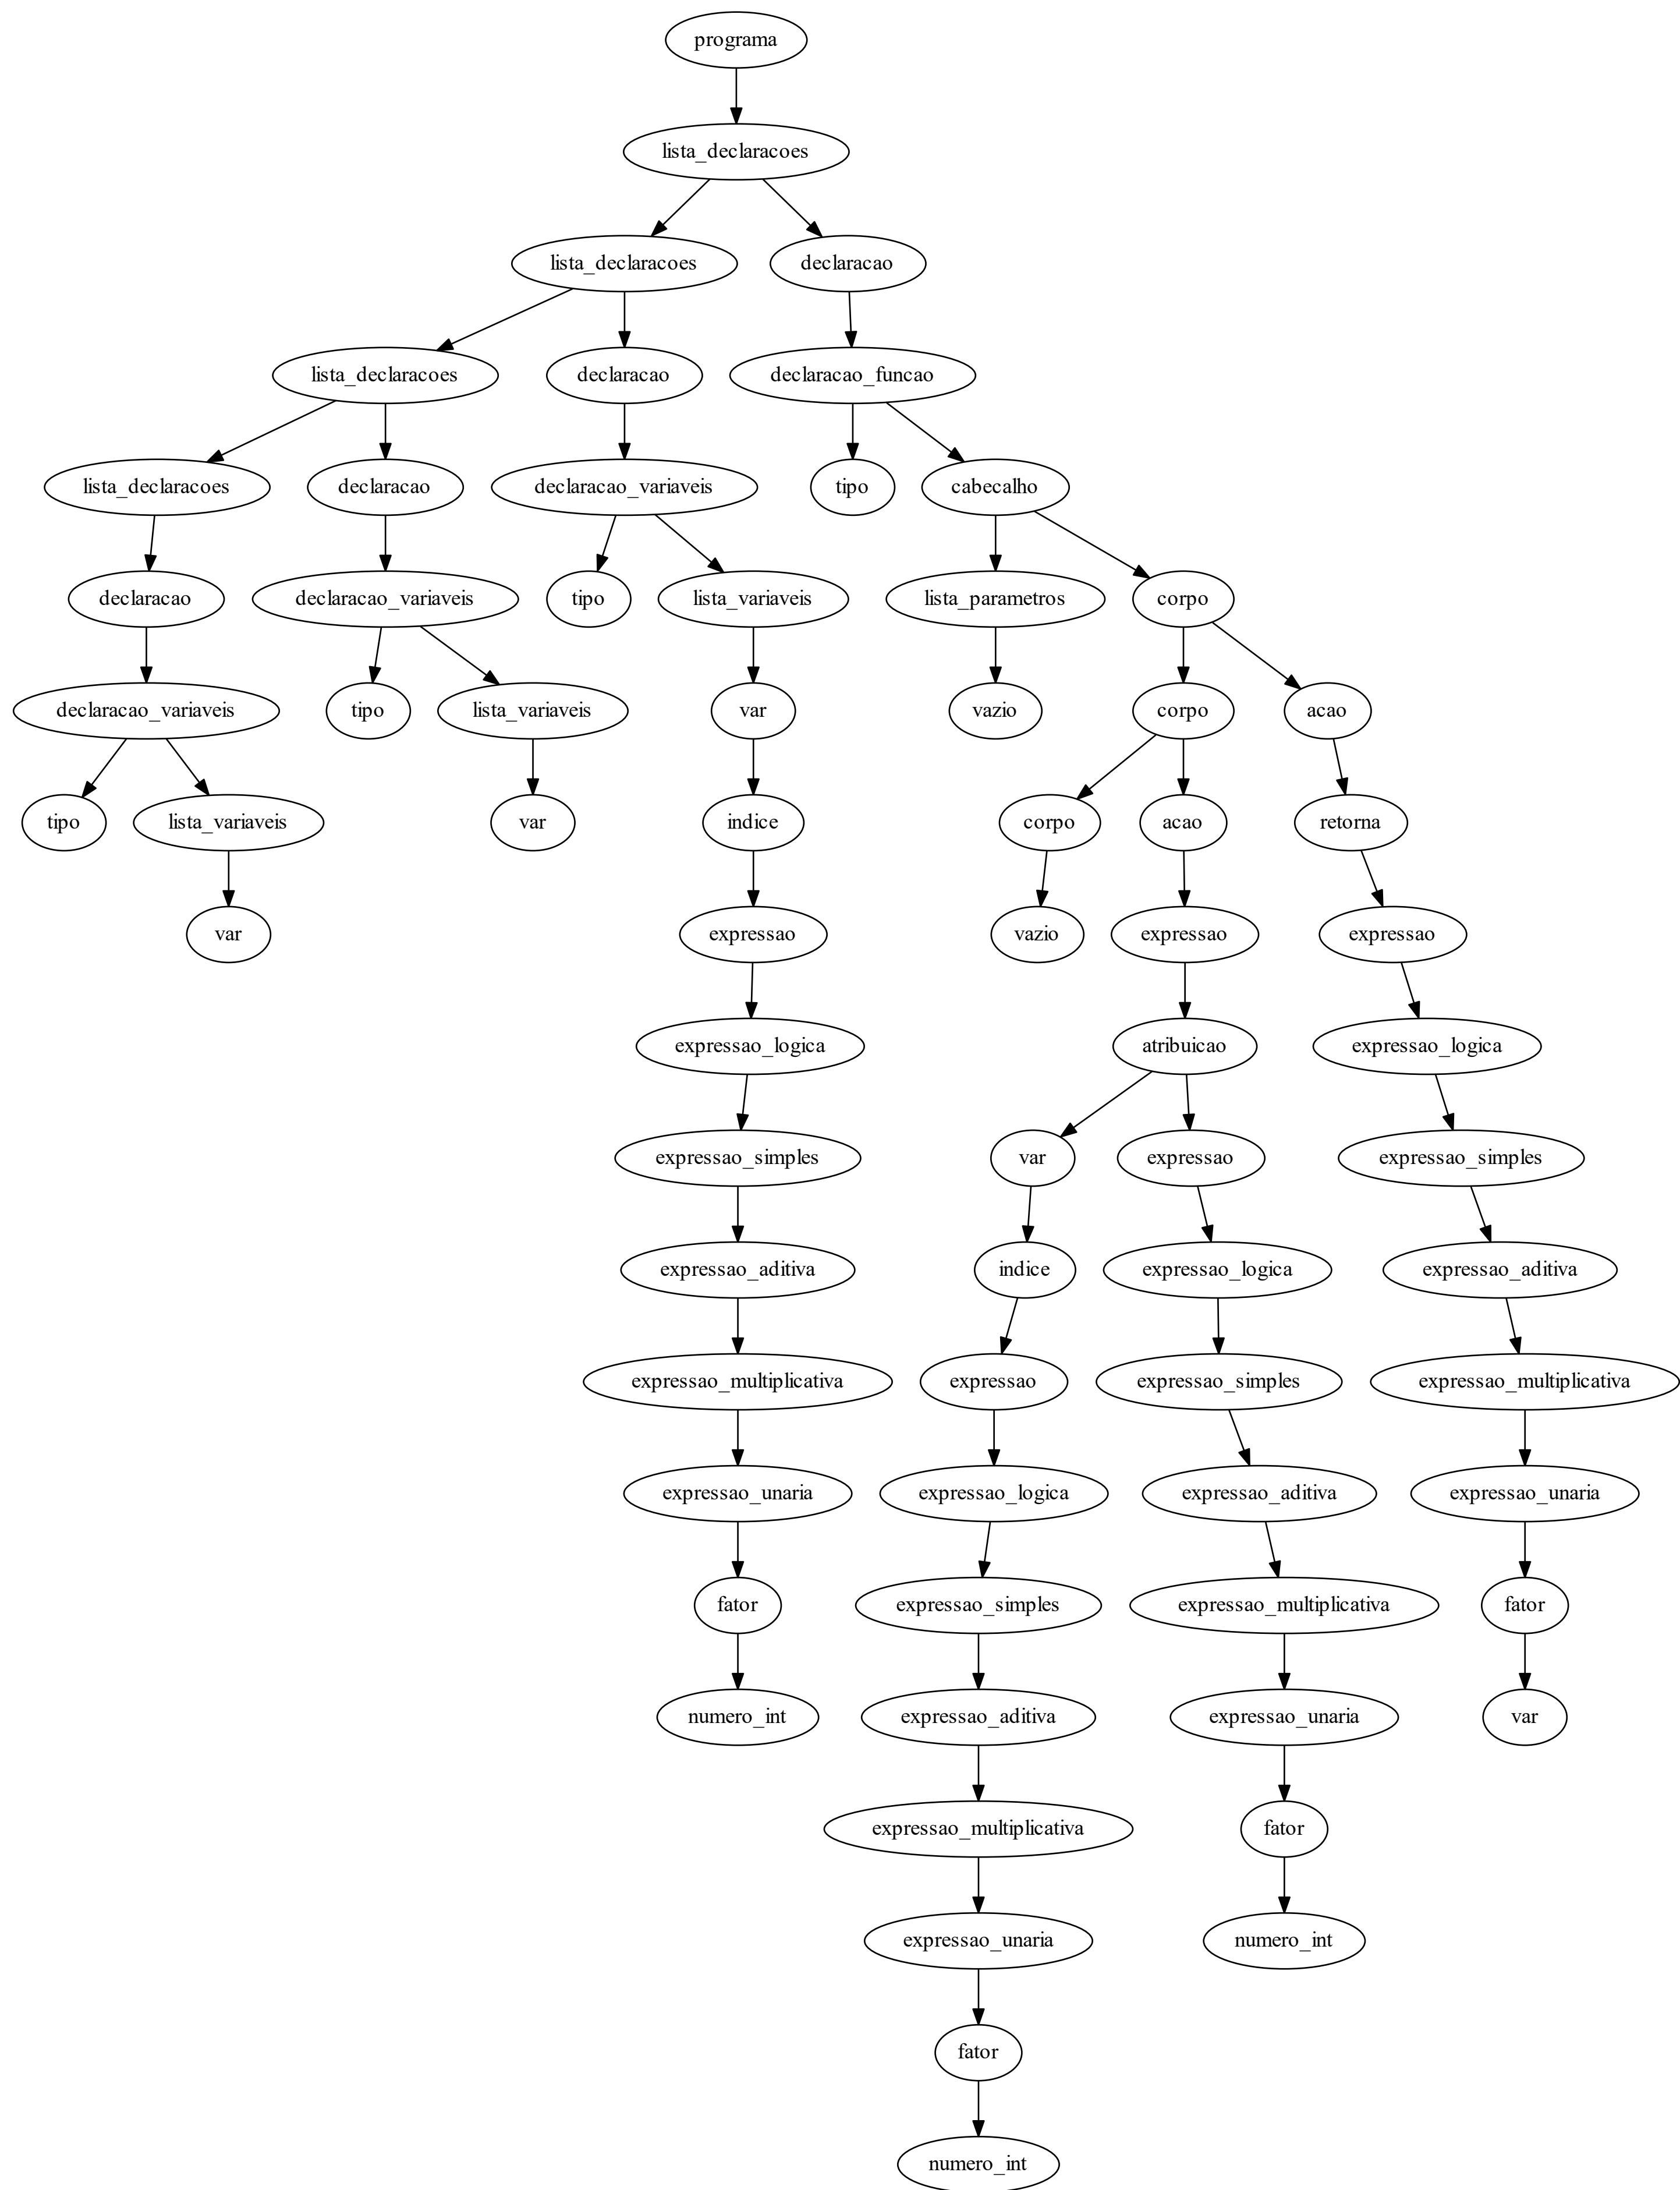 programa
lista_declaracoes
lista_declaracoes
declaracao
lista_declaracoes
declaracao
declaracao_funcao
lista_declaracoes
declaracao
declaracao_variaveis
tipo
cabecalho
declaracao
declaracao_variaveis
tipo
lista_variaveis
lista_parametros
corpo
declaracao_variaveis
tipo
lista_variaveis
var
vazio
corpo
acao
tipo
lista_variaveis
var
indice
corpo
acao
retorna
var
expressao
vazio
expressao
expressao
expressao_logica
atribuicao
expressao_logica
expressao_simples
var
expressao
expressao_simples
expressao_aditiva
indice
expressao_logica
expressao_aditiva
expressao_multiplicativa
expressao
expressao_simples
expressao_multiplicativa
expressao_unaria
expressao_logica
expressao_aditiva
expressao_unaria
fator
expressao_simples
expressao_multiplicativa
fator
numero_int
expressao_aditiva
expressao_unaria
var
expressao_multiplicativa
fator
expressao_unaria
numero_int
fator
numero_int